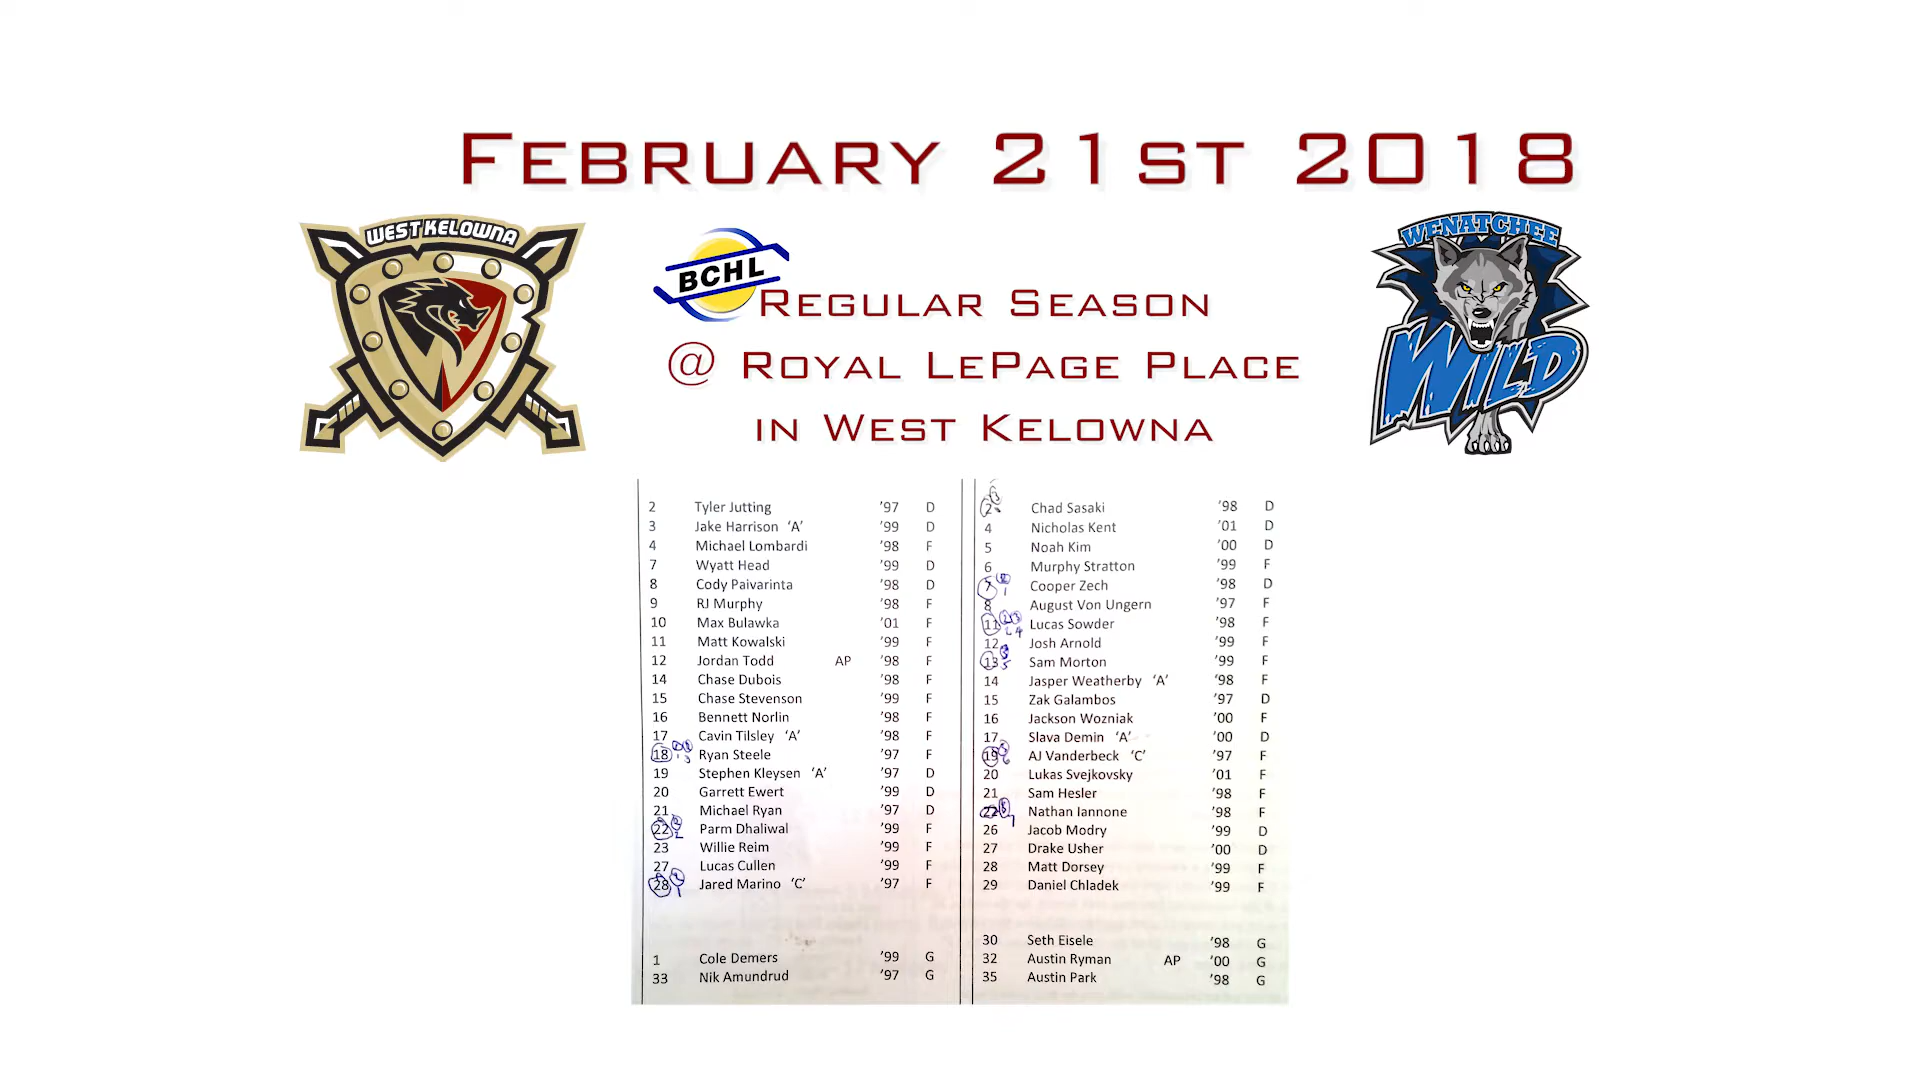 FEBRUARY 21ST 2018
WEST KELOWNA
WENATCHEE
WILD
BCHL
REGULAR SEASON
@ ROYAL LEPAGE PLACE
IN WEST KELOWNA
2 Tyler Jutting '97 D
3 Jake Harrison 'A' '99 D
4 Michael Lombardi '98 F
7 Wyatt Head '99 D
8 Cody Paivarinta '98 D
9 RJ Murphy '98 F
10 Max Bulawka '01 F
11 Matt Kowalski '99 F
12 Jordan Todd AP '98 F
14 Chase Dubois '98 F
15 Chase Stevenson '99 F
16 Bennett Norlin '98 F
17 Cavin Tilsley 'A' '98 F
18 Ryan Steele '97 F
19 Stephen Kleysen 'A' '97 D
20 Garrett Ewert '99 D
21 Michael Ryan '97 D
22 Parm Dhaliwal '99 F
23 Willie Reim '99 F
27 Lucas Cullen '99 F
28 Jared Marino 'C' '97 F
1 Cole Demers '99 G
33 Nik Amundrud '97 G
2 Chad Sasaki '98 D
4 Nicholas Kent '01 D
5 Noah Kim '00 D
6 Murphy Stratton '99 F
7 Cooper Zech '98 D
8 August Von Ungern '97 F
11 Lucas Sowder '98 F
12 Josh Arnold '99 F
13 Sam Morton '99 F
14 Jasper Weatherby 'A' '98 F
15 Zak Galambos '97 D
16 Jackson Wozniak '00 F
17 Slava Demin 'A' '00 D
19 AJ Vanderbeck 'C' '97 F
20 Lukas Svejkovsky '01 F
21 Sam Hesler '98 F
22 Nathan Iannone '98 F
26 Jacob Modry '99 D
27 Drake Usher '00 D
28 Matt Dorsey '99 F
29 Daniel Chladek '99 F
30 Seth Eisele '98 G
32 Austin Ryman AP '00 G
35 Austin Park '98 G